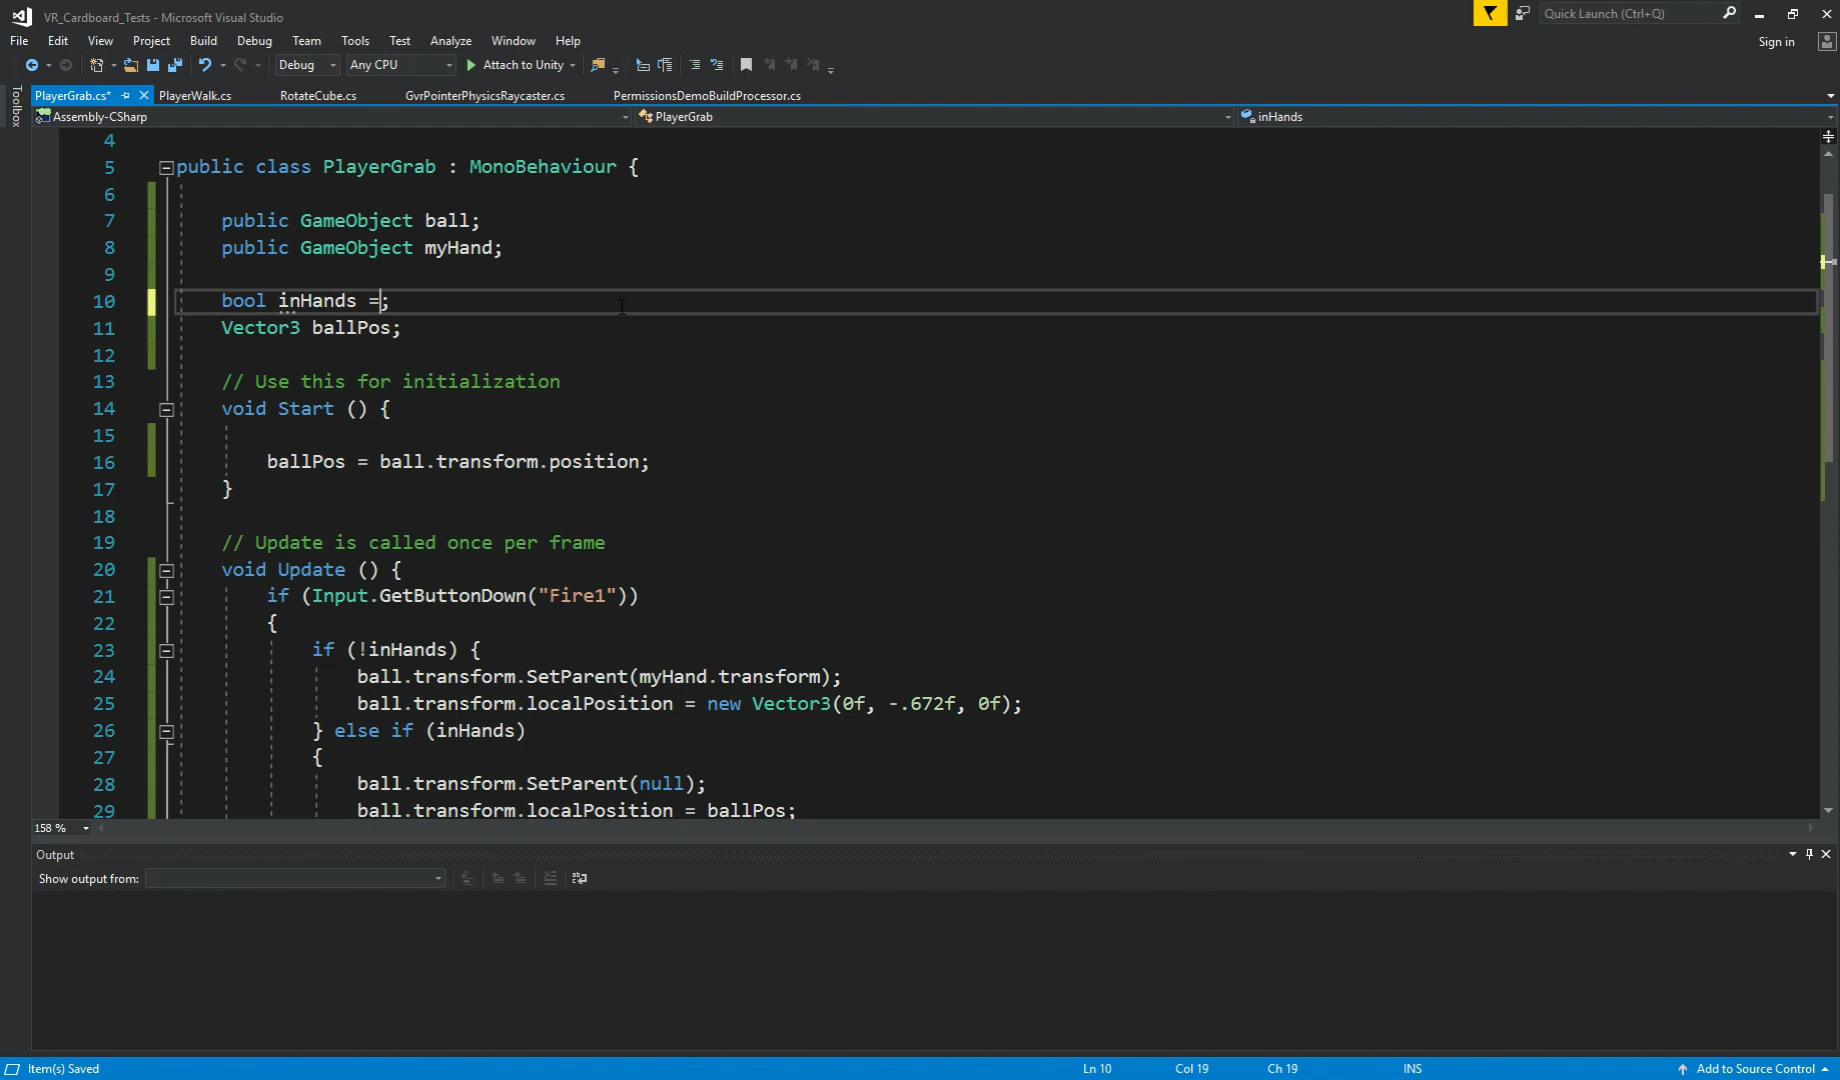 VR_Cardboard_Tests - Microsoft Visual Studio
Quick Launch (Ctrl+Q)
File Edit View Project Build Debug Team Tools Test Analyze Window Help
Sign in
Debug Any CPU Attach to Unity
Toolbox
PlayerGrab.cs* PlayerWalk.cs RotateCube.cs GvrPointerPhysicsRaycaster.cs PermissionsDemoBuildProcessor.cs
Assembly-CSharp PlayerGrab inHands
4
5 public class PlayerGrab : MonoBehaviour {
6
7 public GameObject ball;
8 public GameObject myHand;
9
10 bool inHands =;
11 Vector3 ballPos;
12
13 // Use this for initialization
14 void Start () {
15
16 ballPos = ball.transform.position;
17 }
18
19 // Update is called once per frame
20 void Update () {
21 if (Input.GetButtonDown("Fire1"))
22 {
23 if (!inHands) {
24 ball.transform.SetParent(myHand.transform);
25 ball.transform.localPosition = new Vector3(0f, -.672f, 0f);
26 } else if (inHands)
27 {
28 ball.transform.SetParent(null);
29 ball.transform.localPosition = ballPos;
158 %
Output
Show output from:
Item(s) Saved Ln 10 Col 19 Ch 19 INS Add to Source Control